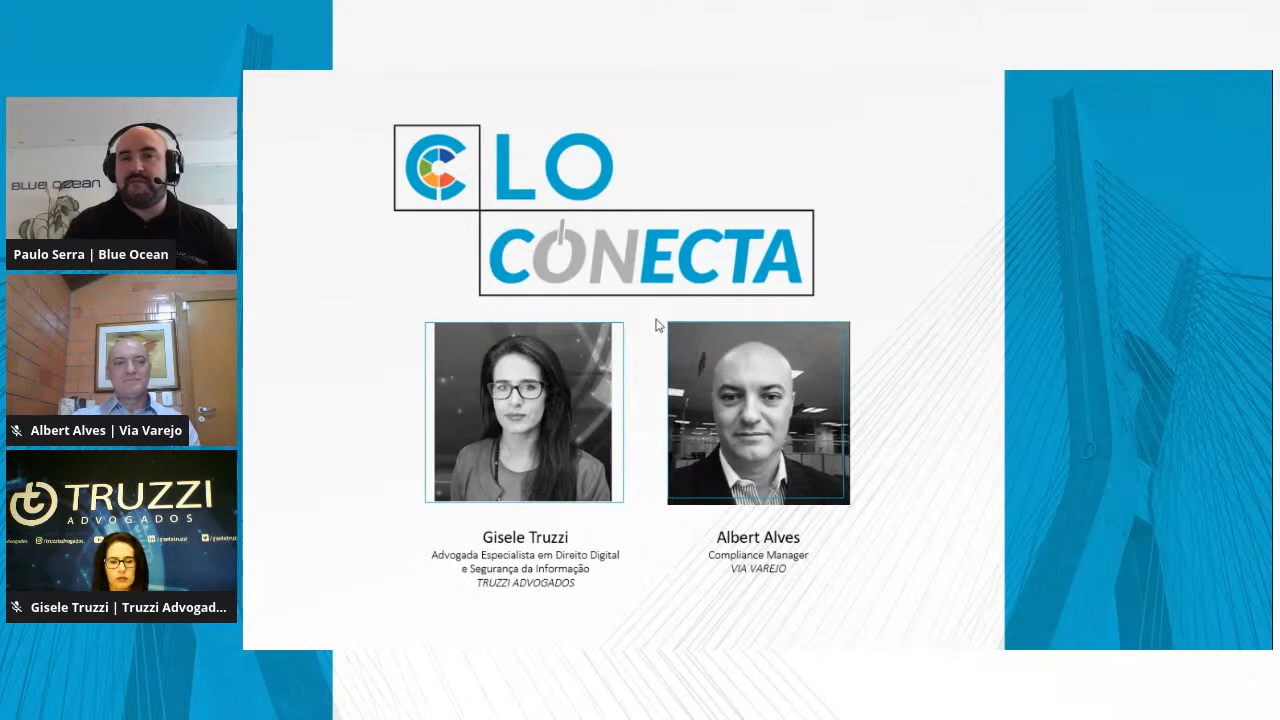 BLUE OCEAN
Paulo Serra | Blue Ocean
Albert Alves | Via Varejo
TRUZZI
ADVOGADOS
Gisele Truzzi | Truzzi Advogad...
CLO
CONECTA
Gisele Truzzi
Advogada Especialista em Direito Digital
e Segurança da Informação
TRUZZI ADVOGADOS
Albert Alves
Compliance Manager
VIA VAREJO